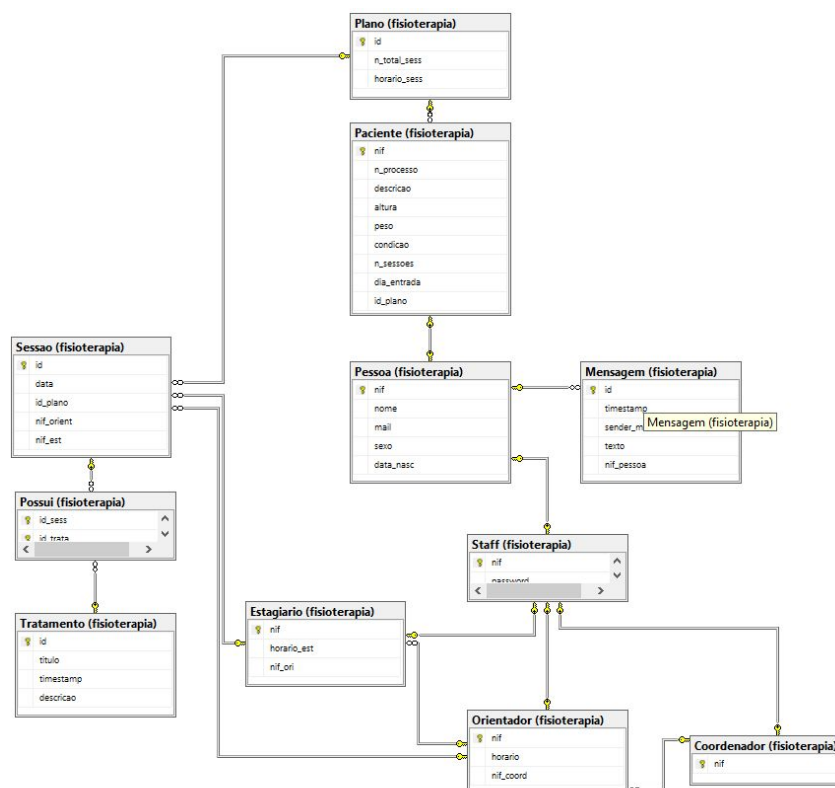 Plano (fisioterapia)
id
n_total_sess
horario_sess
Paciente (fisioterapia)
nif
n_processo
descricao
altura
peso
condicao
n_sessoes
dia_entrada
id_plano
Sessao (fisioterapia)
id
data
id_plano
nif_orient
nif_est
Pessoa (fisioterapia)
nif
nome
mail
sexo
data_nasc
Mensagem (fisioterapia)
id
timestamp
sender_m
Mensagem (fisioterapia)
texto
nif_pessoa
Possui (fisioterapia)
id_sess
id_trata
Staff (fisioterapia)
nif
password
Tratamento (fisioterapia)
id
titulo
timestamp
descricao
Estagiario (fisioterapia)
nif
horario_est
nif_ori
Orientador (fisioterapia)
nif
horario
nif_coord
Coordenador (fisioterapia)
nif